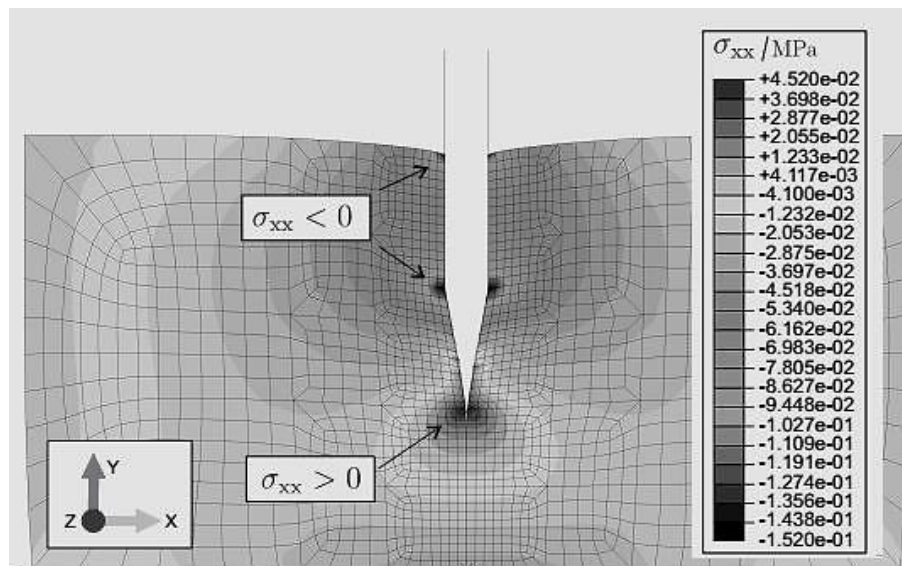 σxx /MPa
+4.520e-02
+3.698e-02
+2.877e-02
+2.055e-02
+1.233e-02
+4.117e-03
-4.100e-03
-1.232e-02
-2.053e-02
-2.875e-02
-3.697e-02
-4.518e-02
-5.340e-02
-6.162e-02
-6.983e-02
-7.805e-02
-8.627e-02
-9.448e-02
-1.027e-01
-1.109e-01
-1.191e-01
-1.274e-01
-1.356e-01
-1.438e-01
-1.520e-01
σxx < 0
σxx > 0
Y
Z X